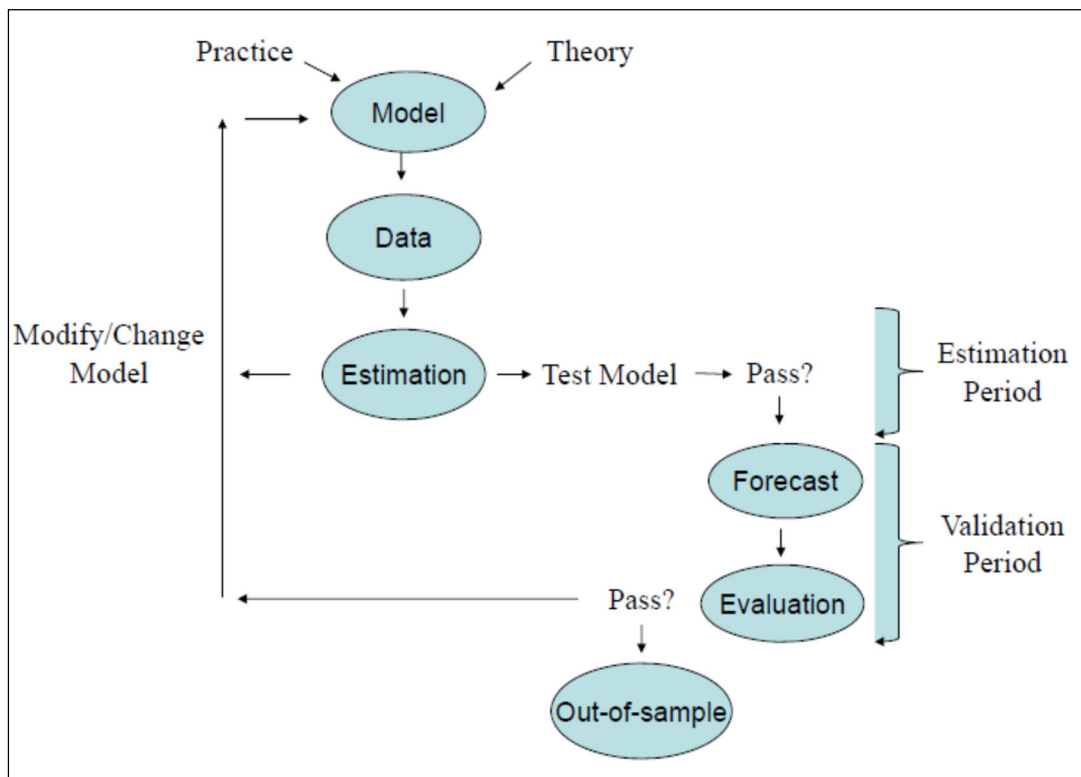 Practice
Theory
Model
Data
Modify/Change
Model
Estimation
Test Model
Pass?
Estimation
Period
Forecast
Validation
Period
Pass?
Evaluation
Out-of-sample